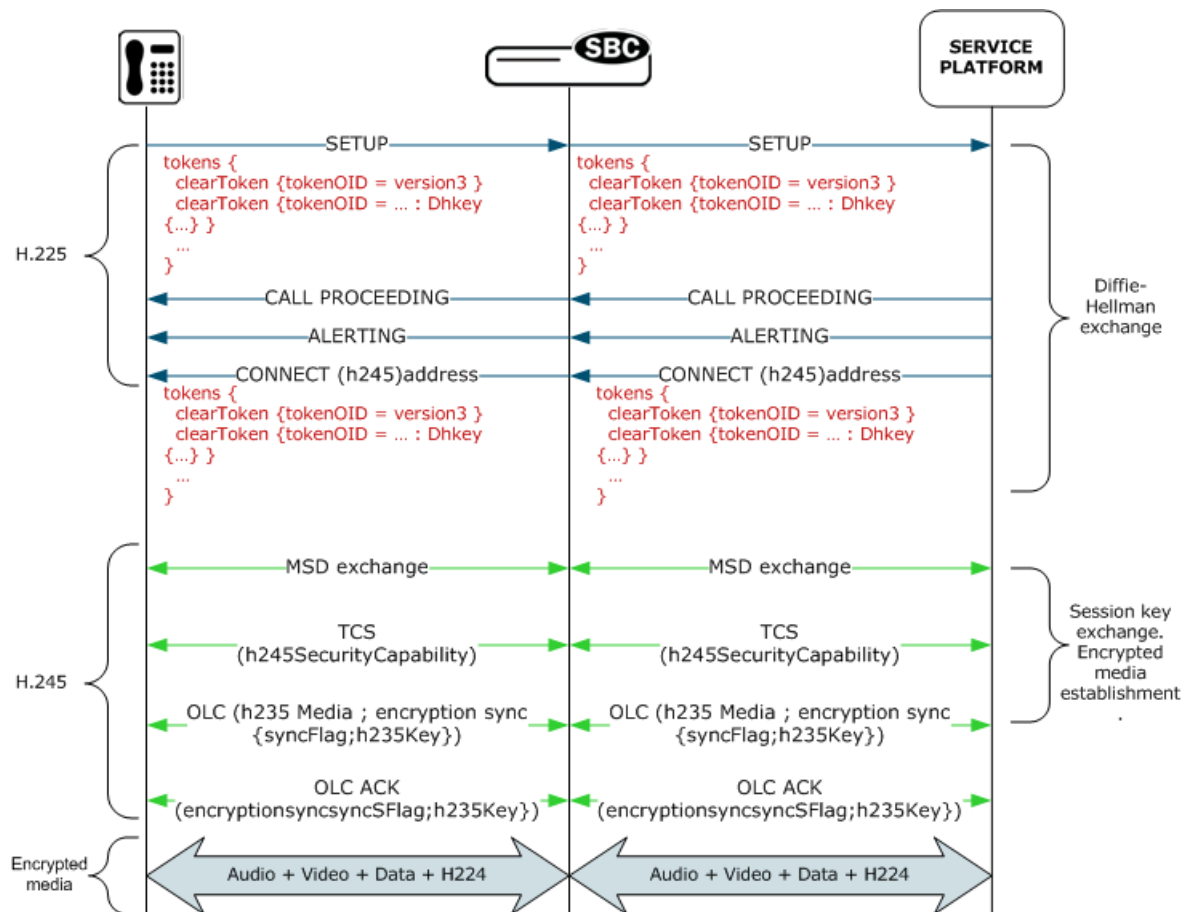 SBC
SERVICE
PLATFORM
SETUP
SETUP
tokens {
clearToken {tokenOID = version3 }
clearToken {tokenOID = ... : Dhkey
{...} }
...
}
tokens {
clearToken {tokenOID = version3 }
clearToken {tokenOID = ... : Dhkey
{...} }
...
}
H.225
CALL PROCEEDING
CALL PROCEEDING
Diffie-
Hellman
exchange
ALERTING
ALERTING
CONNECT (h245)address
CONNECT (h245)address
tokens {
clearToken {tokenOID = version3 }
clearToken {tokenOID = ... : Dhkey
{...} }
...
}
tokens {
clearToken {tokenOID = version3 }
clearToken {tokenOID = ... : Dhkey
{...} }
...
}
MSD exchange
MSD exchange
TCS
(h245SecurityCapability)
TCS
(h245SecurityCapability)
Session key
exchange.
Encrypted
media
establishment
.
H.245
OLC (h235 Media ; encryption sync
{syncFlag;h235Key})
OLC (h235 Media ; encryption sync
{syncFlag;h235Key})
OLC ACK
(encryptionsyncsyncSFlag;h235Key})
OLC ACK
(encryptionsyncsyncSFlag;h235Key})
Encrypted
media
Audio + Video + Data + H224
Audio + Video + Data + H224